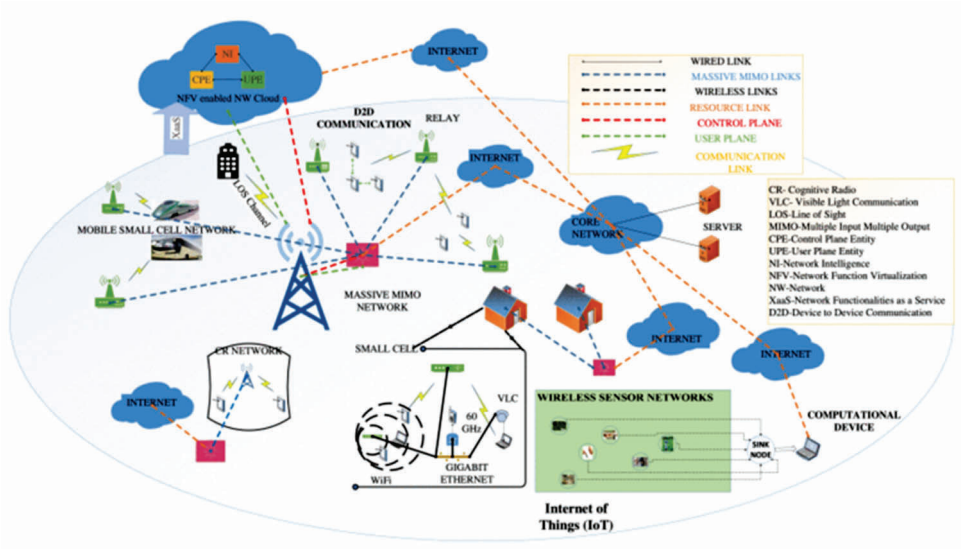 INTERNET
NI
CPE
UPE
NFV enabled NW Cloud
XaaS
WIRED LINK
MASSIVE MIMO LINKS
WIRELESS LINKS
RESOURCE LINK
CONTROL PLANE
USER PLANE
COMMUNICATION
LINK
D2D
COMMUNICATION
RELAY
INTERNET
LOS Channel
MOBILE SMALL CELL NETWORK
CORE
NETWORK
SERVER
CR- Cognitive Radio
VLC- Visible Light Communication
LOS-Line of Sight
MIMO-Multiple Input Multiple Output
CPE-Control Plane Entity
UPE-User Plane Entity
NI-Network Intelligence
NFV-Network Function Virtualization
NW-Network
XaaS-Network Functionalities as a Service
D2D-Device to Device Communication
MASSIVE MIMO
NETWORK
SMALL CELL
INTERNET
INTERNET
CR NETWORK
INTERNET
VLC
60
GHz
WiFi
GIGABIT
ETHERNET
WIRELESS SENSOR NETWORKS
SINK
NODE
COMPUTATIONAL
DEVICE
Internet of
Things (IoT)